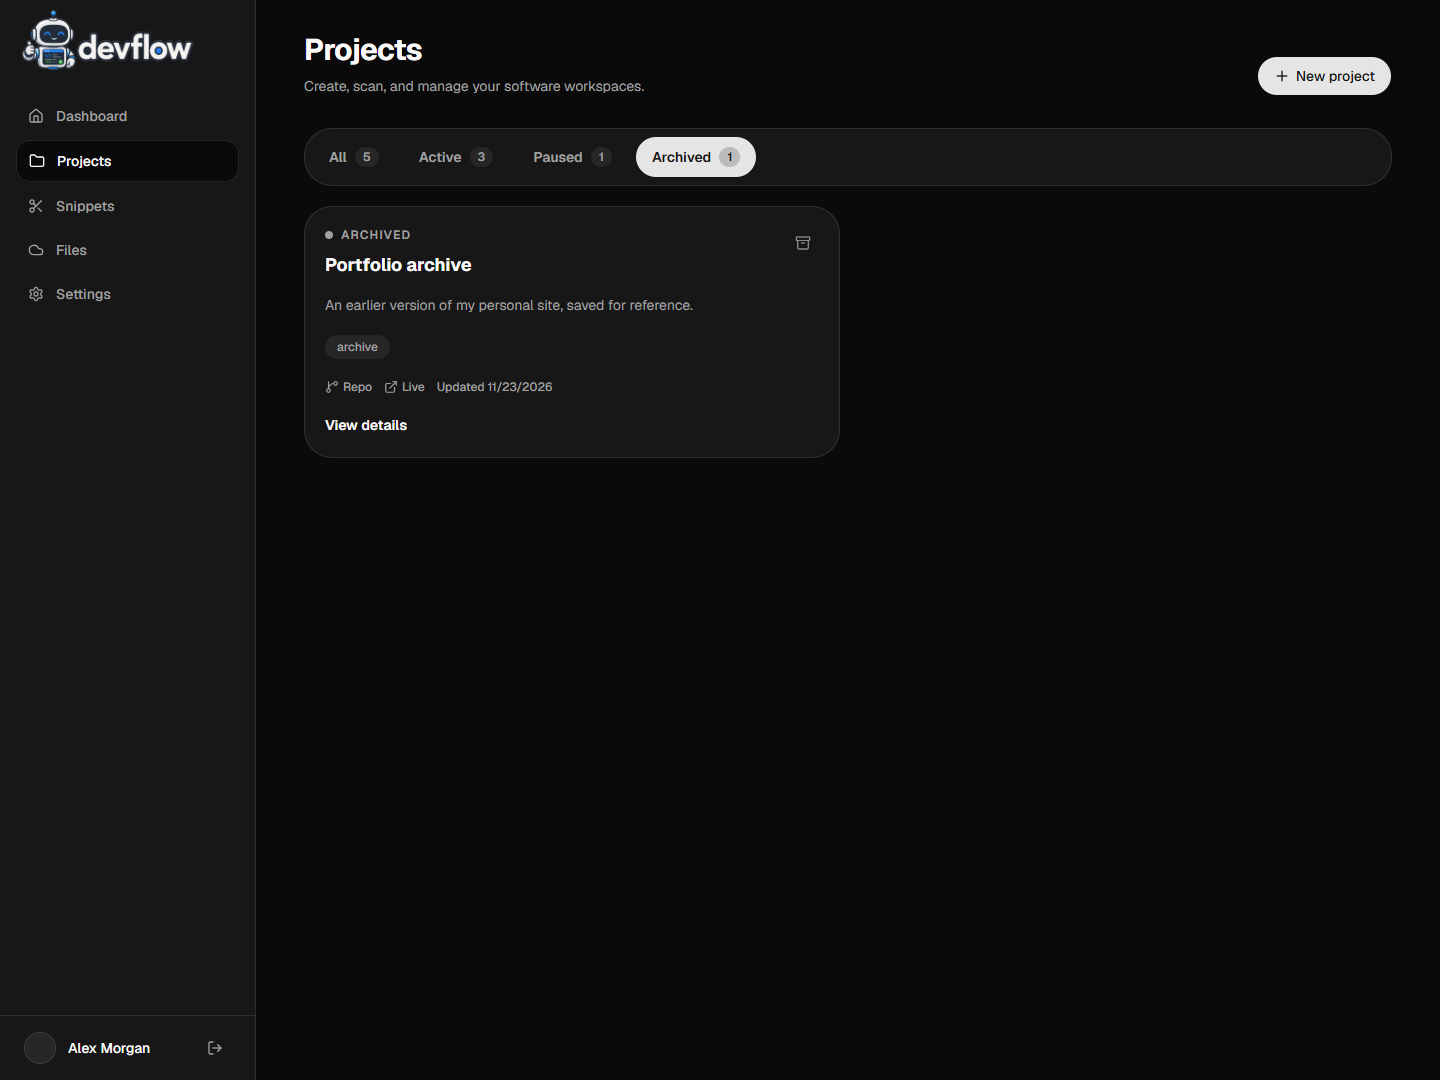 devflow
Dashboard
Projects
Snippets
Files
Settings
Alex Morgan
Projects
Create, scan, and manage your software workspaces.
New project
All 5 Active 3 Paused 1 Archived 1
ARCHIVED
Portfolio archive
An earlier version of my personal site, saved for reference.
archive
Repo Live Updated 11/23/2026
View details